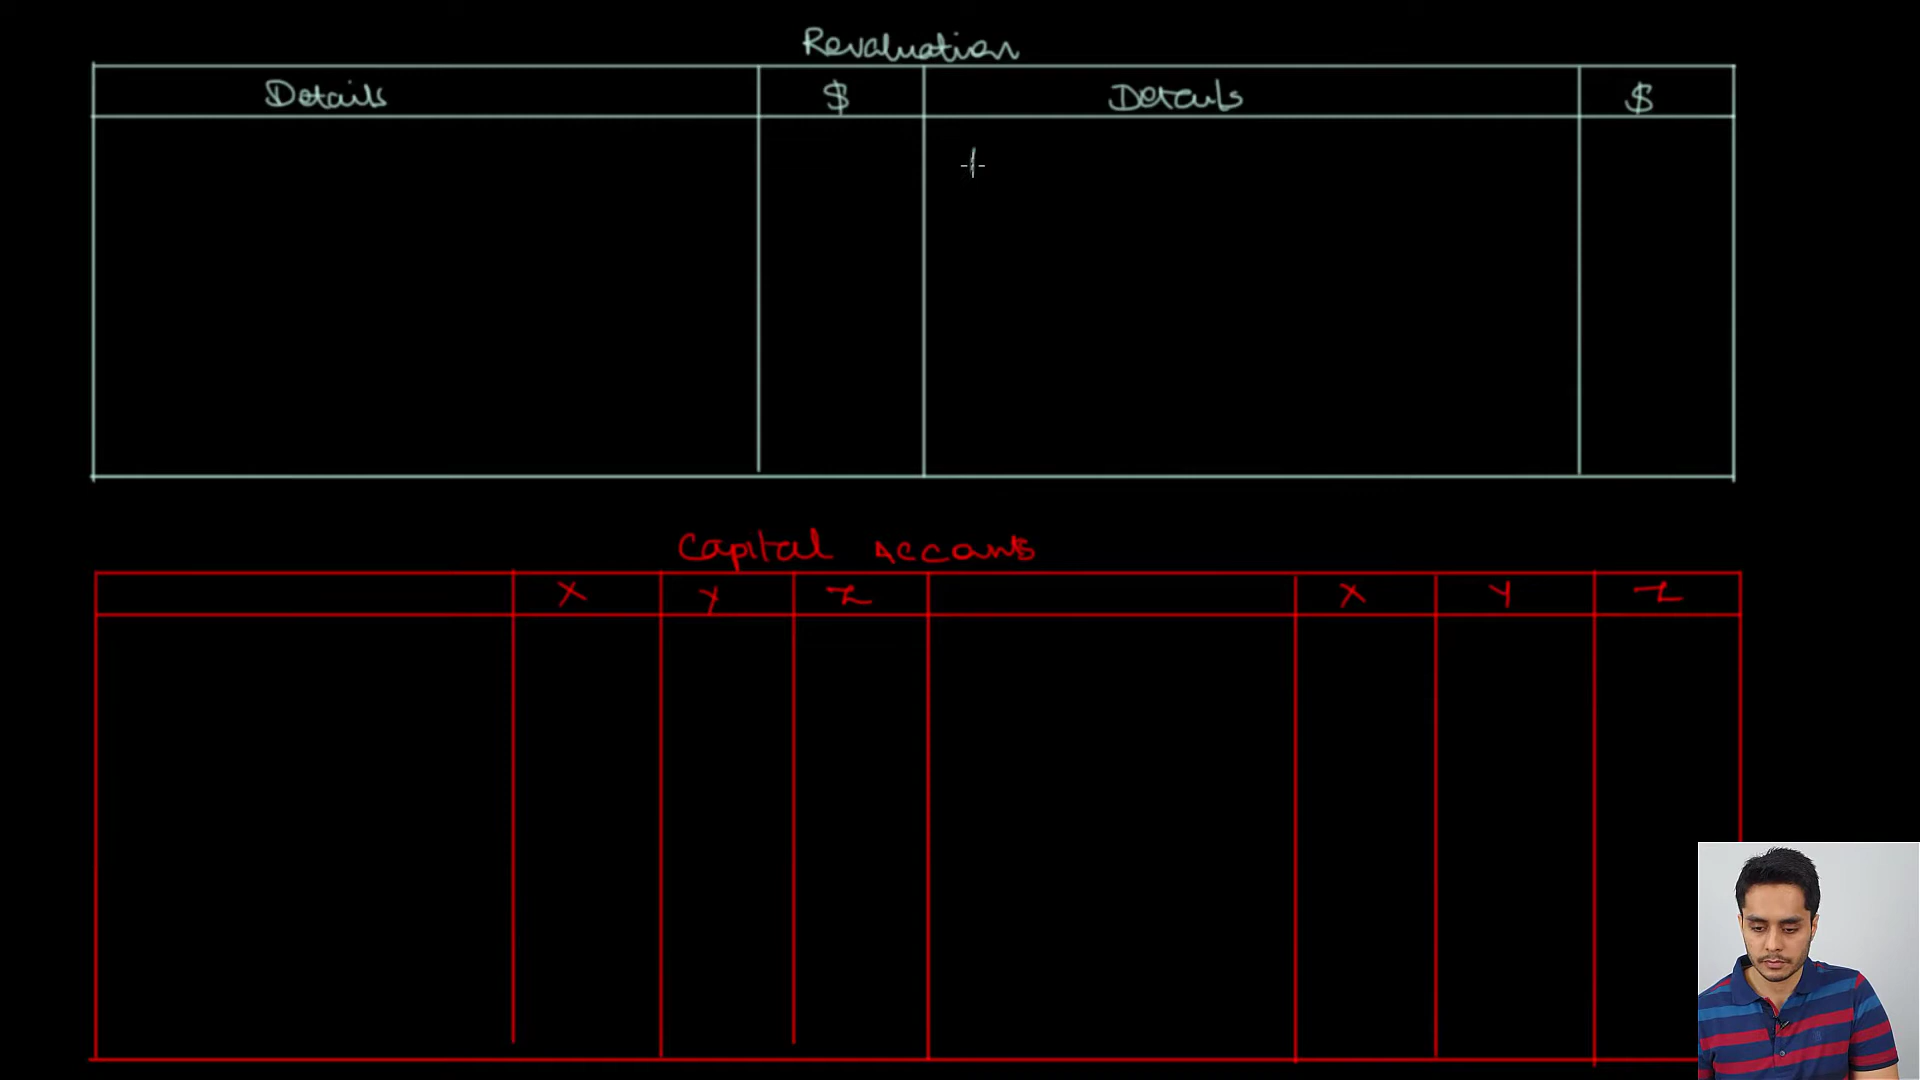 Revaluation
Details $ Details $
Capital Accounts
X Y Z X Y Z